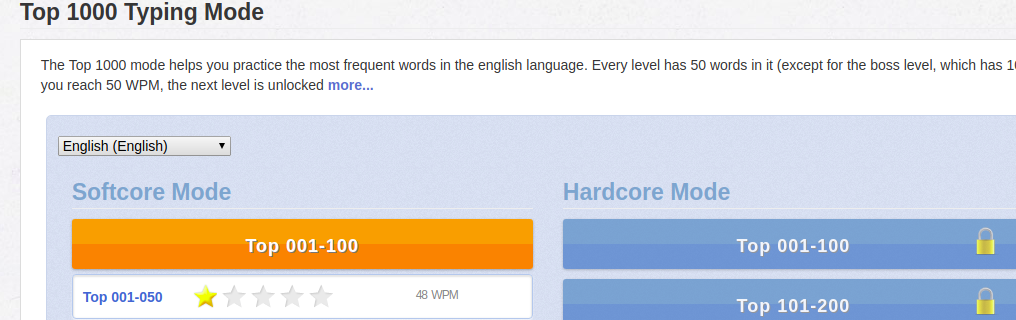 Top 1000 Typing Mode
The Top 1000 mode helps you practice the most frequent words in the english language. Every level has 50 words in it (except for the boss level, which has
you reach 50 WPM, the next level is unlocked more...
English (English)
Softcore Mode
Hardcore Mode
Top 001-100
Top 001-100
Top 001-050
48 WPM
Top 101-200